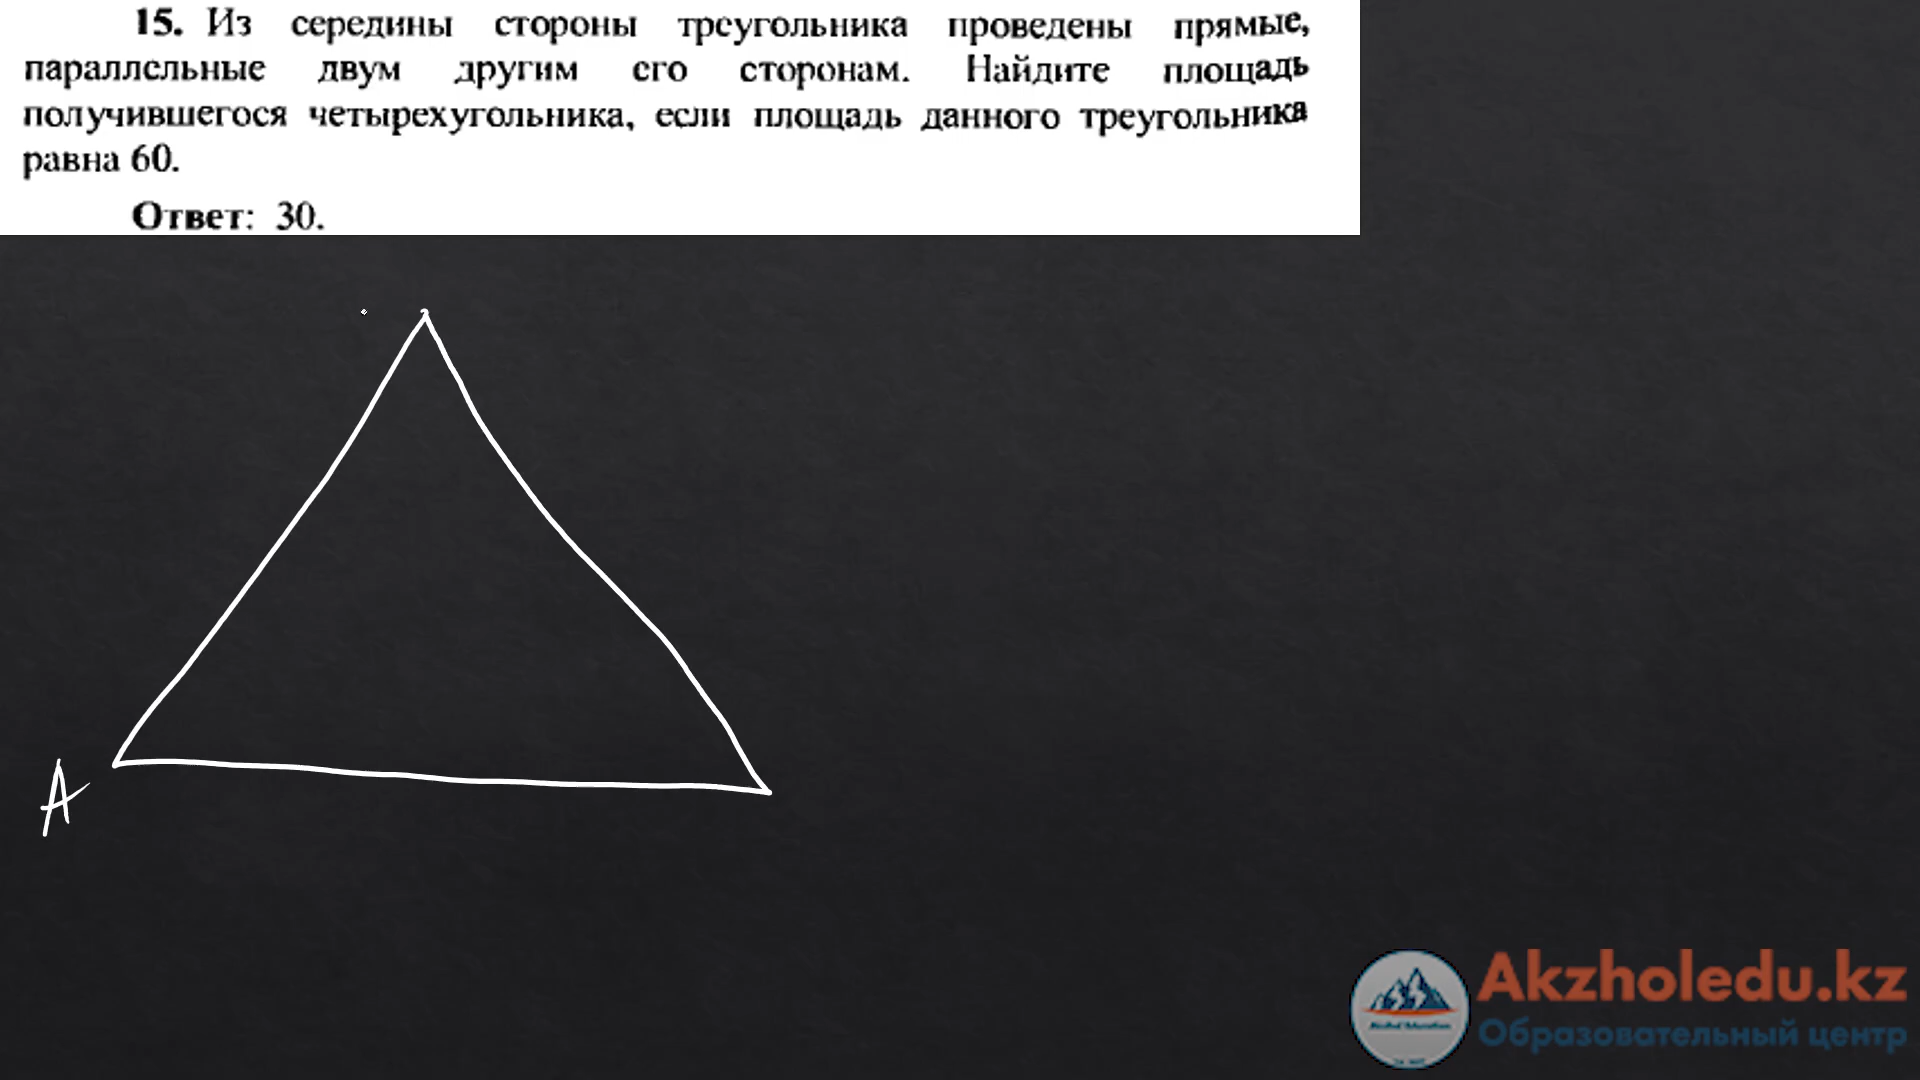 15. Из середины стороны треугольника проведены прямые,
параллельные двум другим его сторонам. Найдите площадь
получившегося четырехугольника, если площадь данного треугольника
равна 60.
Ответ: 30.
A
Akzholedu.kz
Образовательный центр